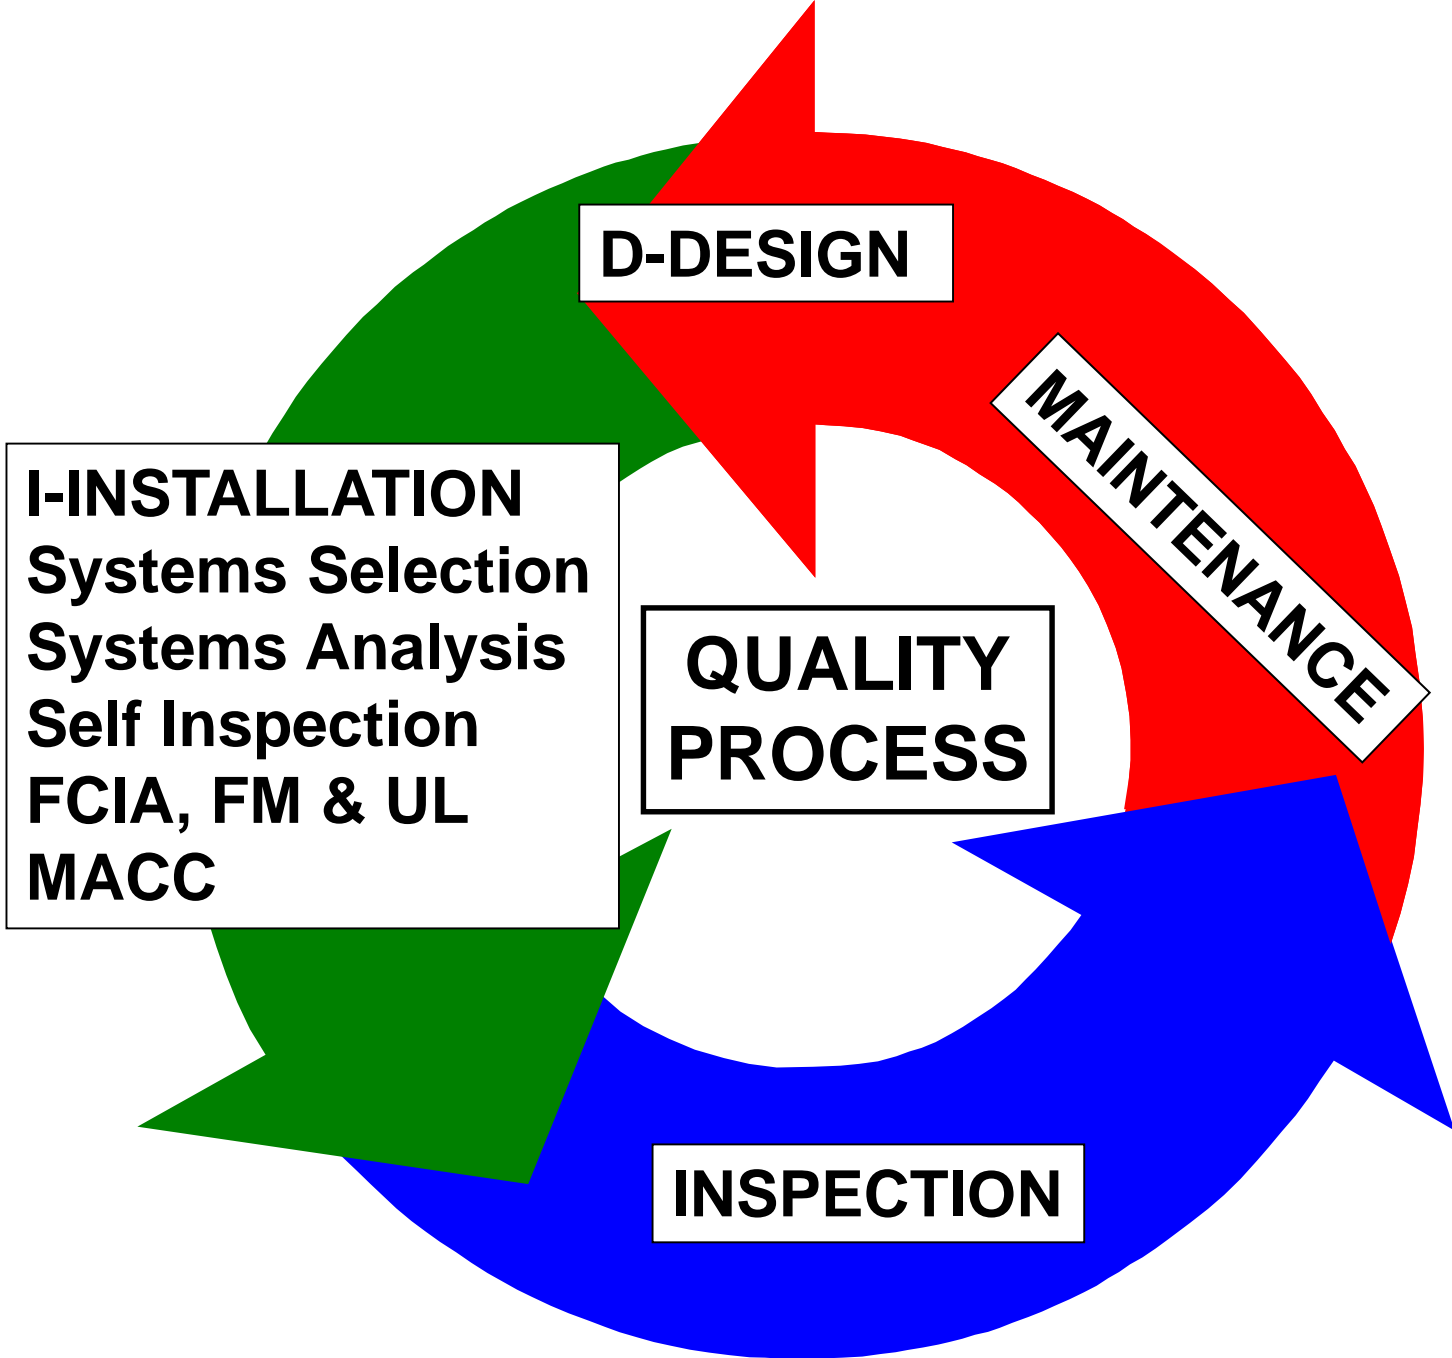 D-DESIGN
MAINTENANCE
I-INSTALLATION
Systems Selection
Systems Analysis
Self Inspection
FCIA, FM & UL
MACC
QUALITY
PROCESS
INSPECTION